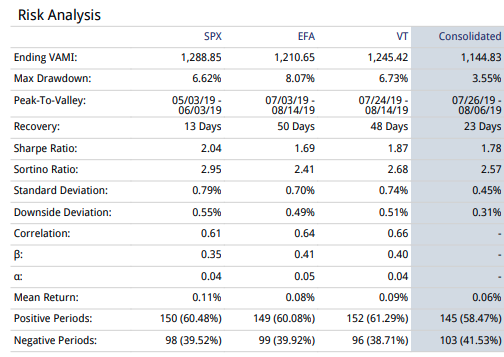 Risk Analysis
SPX EFA VT Consolidated
Ending VAMI: 1,288.85 1,210.65 1,245.42 1,144.83
Max Drawdown: 6.62% 8.07% 6.73% 3.55%
Peak-To-Valley: 05/03/19 - 07/03/19 - 07/24/19 - 07/26/19 -
06/03/19 08/14/19 08/14/19 08/06/19
Recovery: 13 Days 50 Days 48 Days 23 Days
Sharpe Ratio: 2.04 1.69 1.87 1.78
Sortino Ratio: 2.95 2.41 2.68 2.57
Standard Deviation: 0.79% 0.70% 0.74% 0.45%
Downside Deviation: 0.55% 0.49% 0.51% 0.31%
Correlation: 0.61 0.64 0.66 -
β: 0.35 0.41 0.40 -
α: 0.04 0.05 0.04 -
Mean Return: 0.11% 0.08% 0.09% 0.06%
Positive Periods: 150 (60.48%) 149 (60.08%) 152 (61.29%) 145 (58.47%)
Negative Periods: 98 (39.52%) 99 (39.92%) 96 (38.71%) 103 (41.53%)